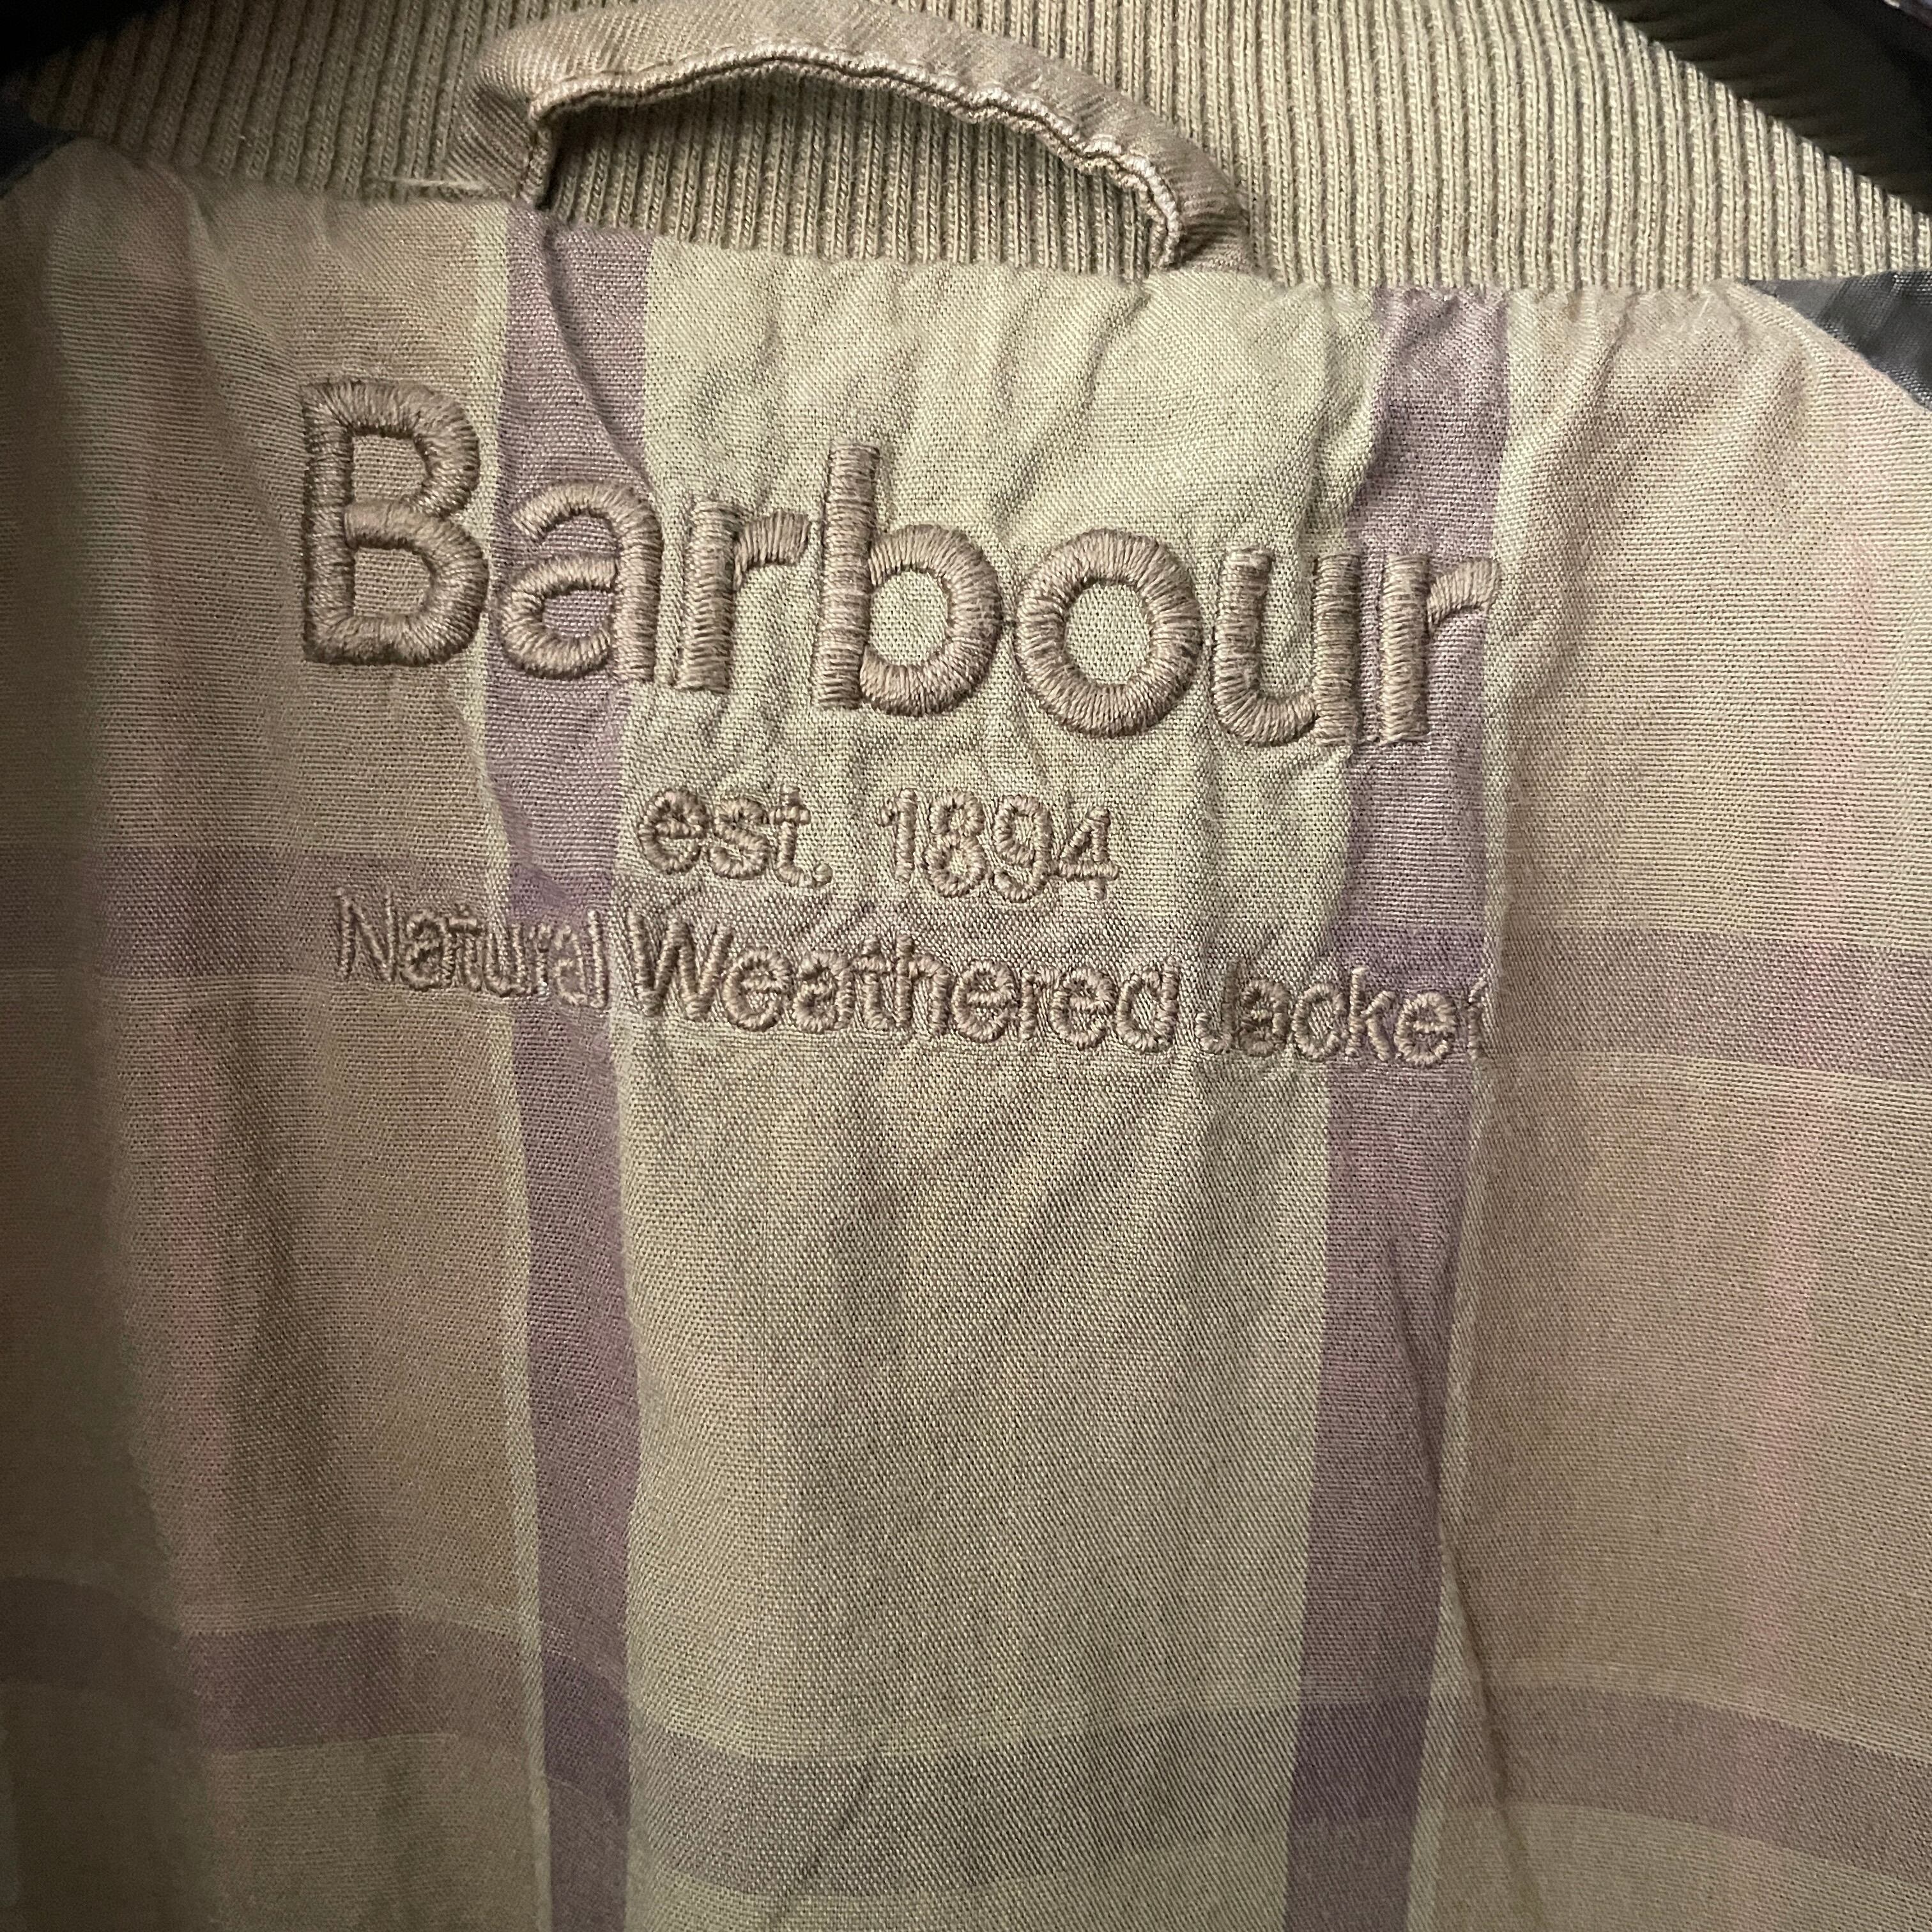 Barbour
est. 1894
Natural Weathered Jacket